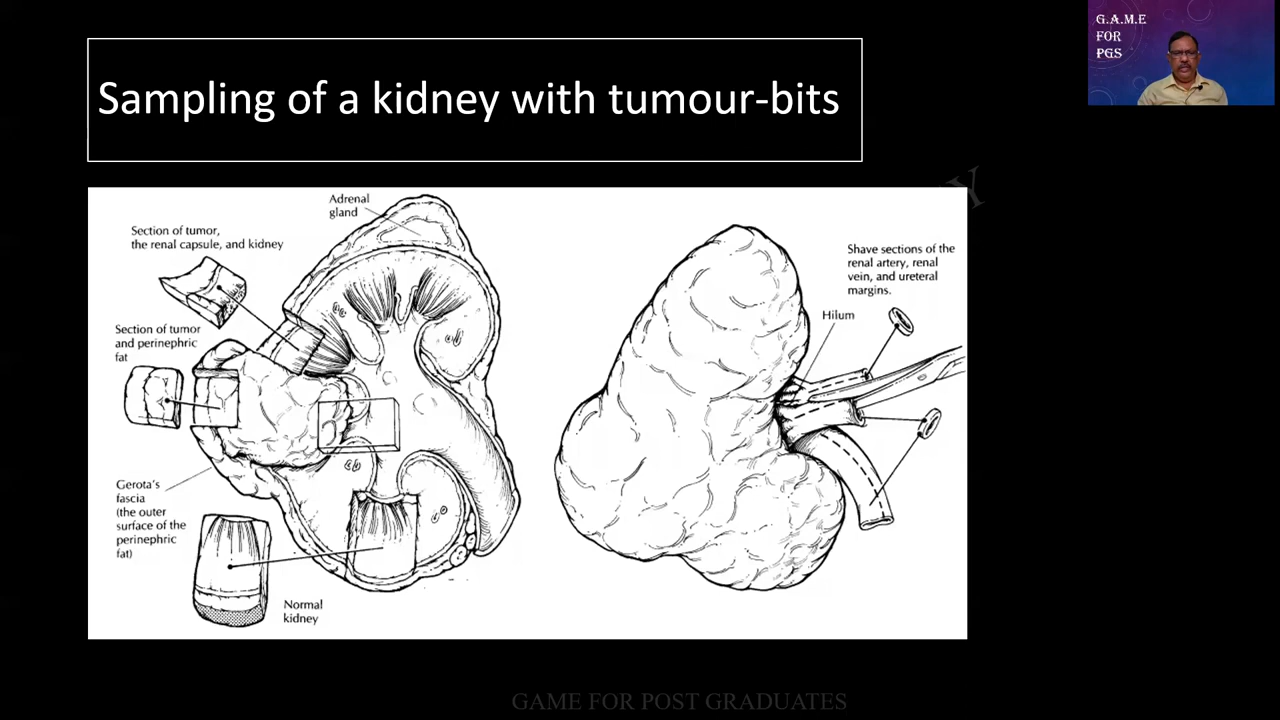 G.A.M.E
FOR
PGS
Sampling of a kidney with tumour-bits
Y
Adrenal
gland
Section of tumor,
the renal capsule, and kidney
Section of tumor
and perinephric
fat
Gerota's
fascia
(the outer
surface of the
perinephric
fat)
Normal
kidney
Shave sections of the
renal artery, renal
vein, and ureteral
margins.
Hilum
GAME FOR POST GRADUATES